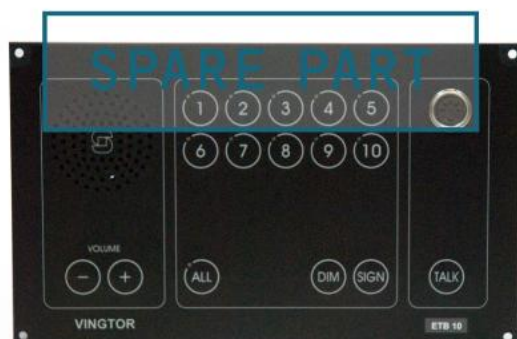 SPARE PART
1 2 3 4 5
6 7 8 9 10
VOLUME
- +
ALL DIM SIGN TALK
VINGTOR ETB 10